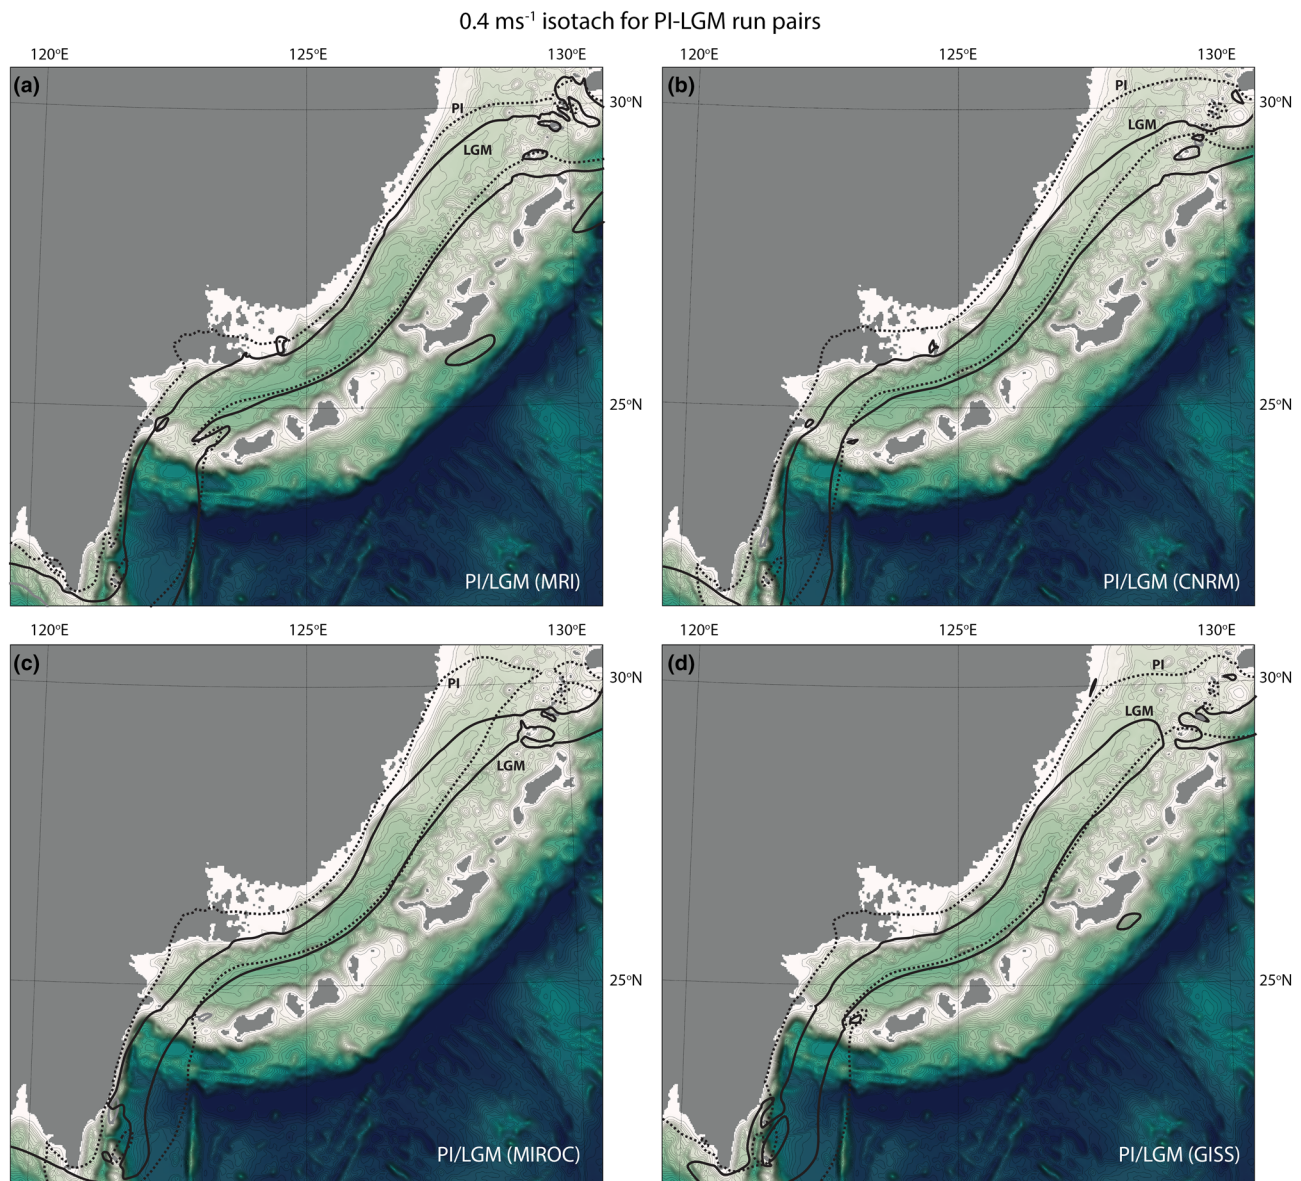 0.4 ms⁻¹ isotach for PI-LGM run pairs
120°E 125°E 130°E 120°E 125°E 130°E
(a) (b)
PI
30°N
PI
30°N
LGM
LGM
25°N
25°N
PI/LGM (MRI)
PI/LGM (CNRM)
120°E 125°E 130°E 120°E 125°E 130°E
(c) (d)
PI
30°N
PI
30°N
LGM
LGM
25°N
25°N
PI/LGM (MIROC)
PI/LGM (GISS)